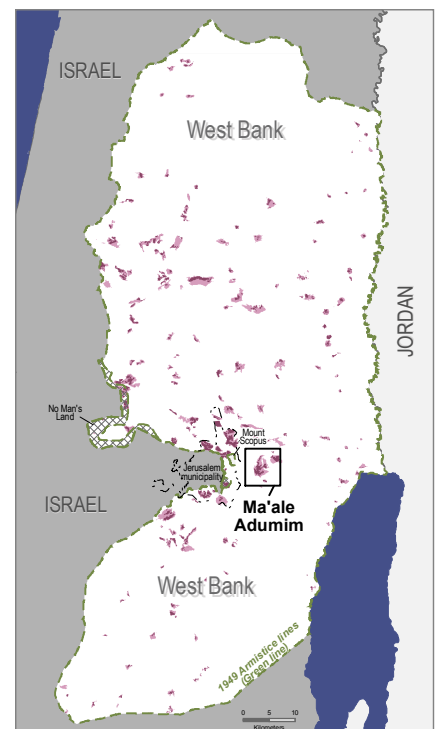 ISRAEL
West Bank
JORDAN
No Man's
Land
Mount
Scopus
Jerusalem
municipality
ISRAEL
Ma'ale
Adumim
West Bank
1949 Armistice lines
(Green line)
0 5 10
Kilometers